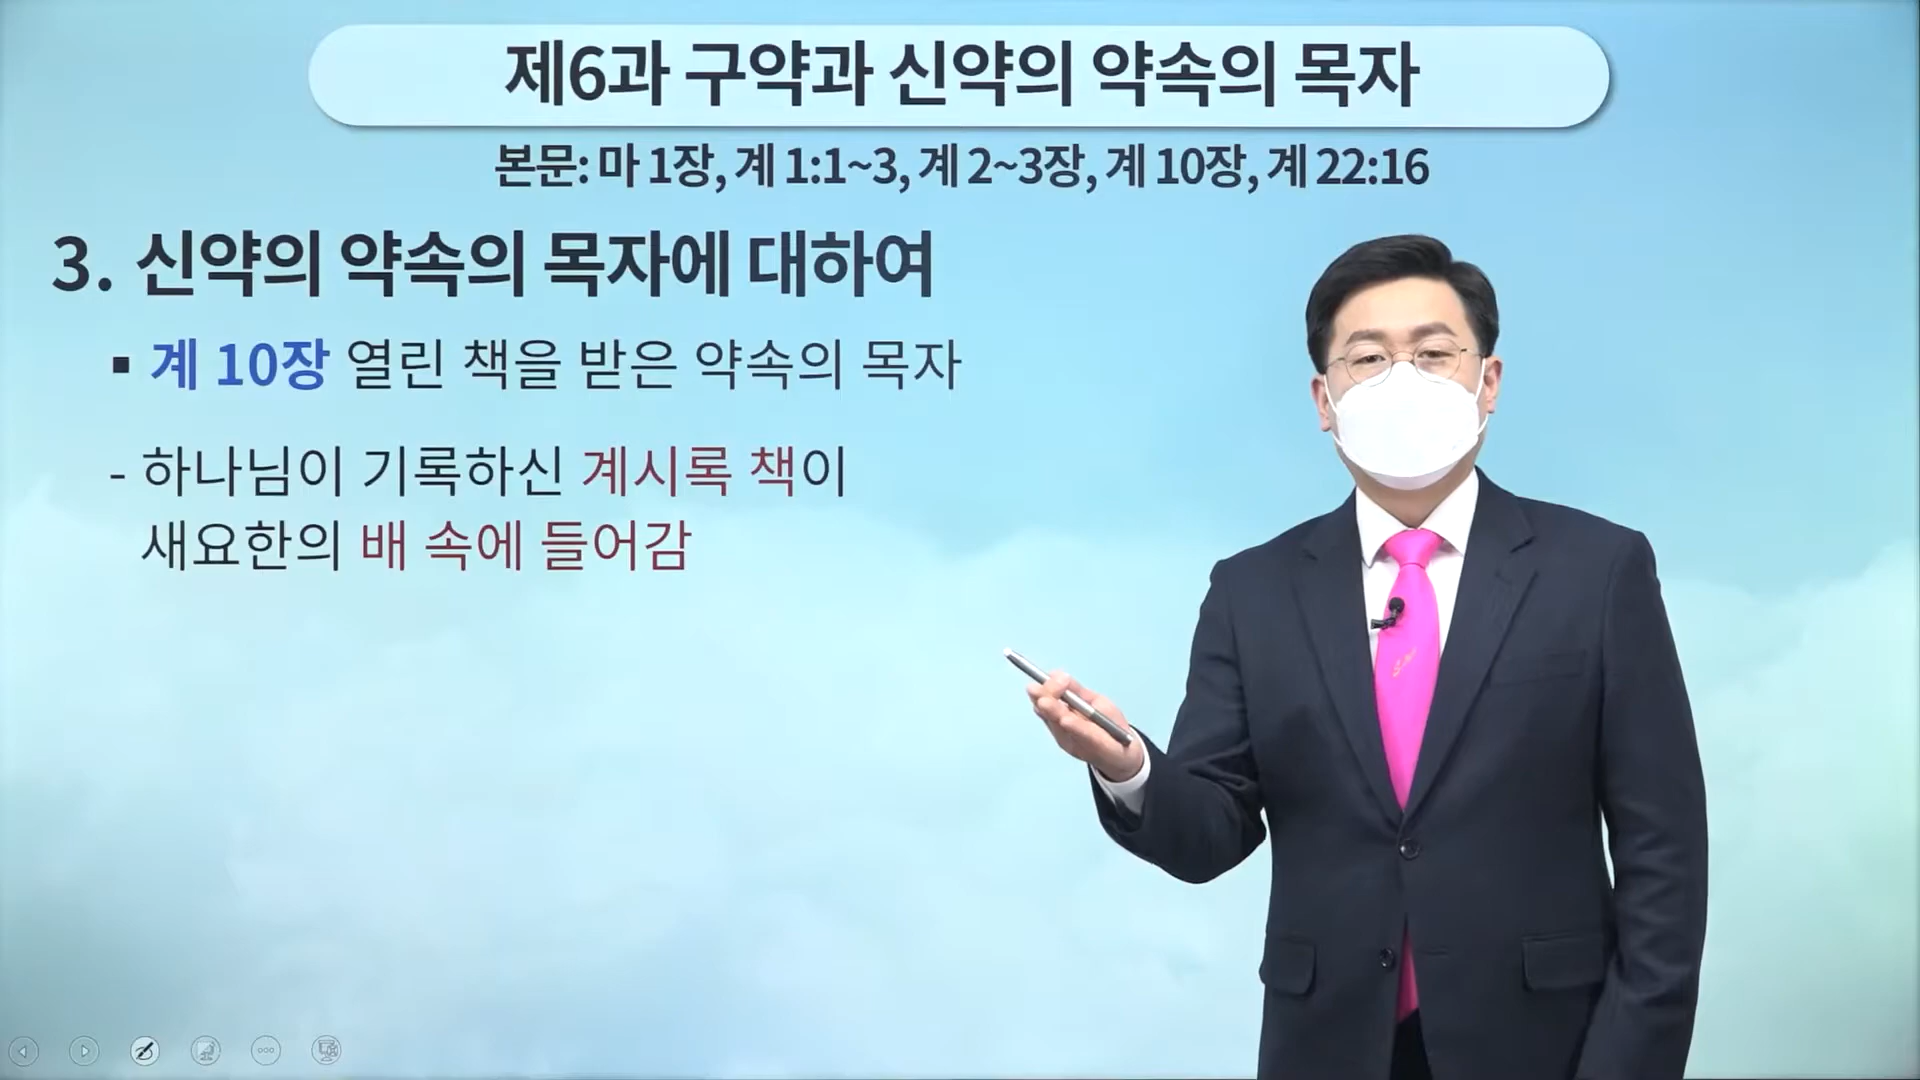 제6과 구약과 신약의 약속의 목자
본문: 마 1장, 계 1:1~3, 계 2~3장, 계 10장, 계 22:16
3. 신약의 약속의 목자에 대하여
▪ 계 10장 열린 책을 받은 약속의 목자
- 하나님이 기록하신 계시록 책이
새요한의 배 속에 들어감